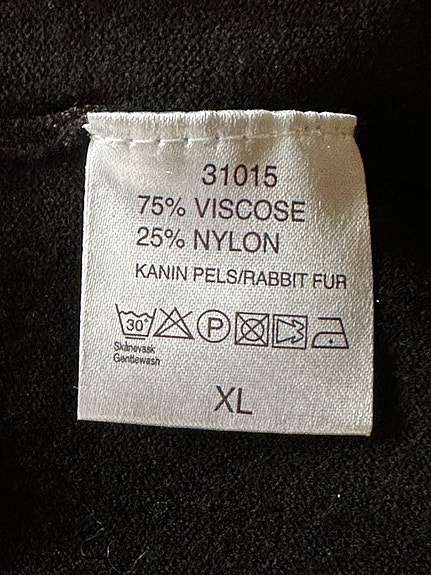 31015
75% VISCOSE
25% NYLON
KANIN PELS/RABBIT FUR
30° P
Skånevask
Gentlewash
XL